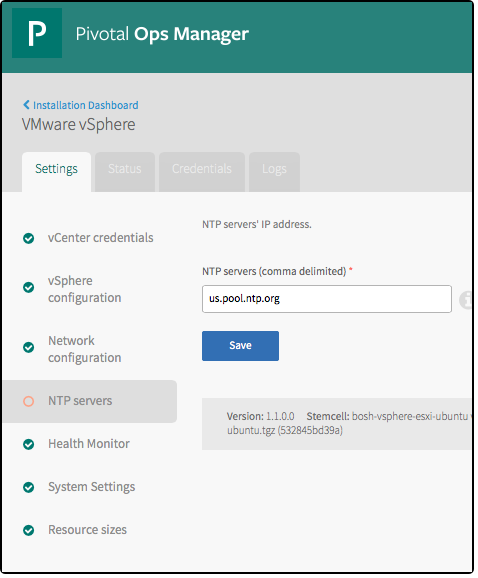 P
Pivotal Ops Manager
Installation Dashboard
VMware vSphere
Settings
Status
Credentials
Logs
vCenter credentials
vSphere
configuration
Network
configuration
NTP servers
Health Monitor
System Settings
Resource sizes
NTP servers' IP address.
NTP servers (comma delimited) *
us.pool.ntp.org
Save
Version: 1.1.0.0 Stemcell: bosh-vsphere-esxi-ubuntu
ubuntu.tgz (532845bd39a)